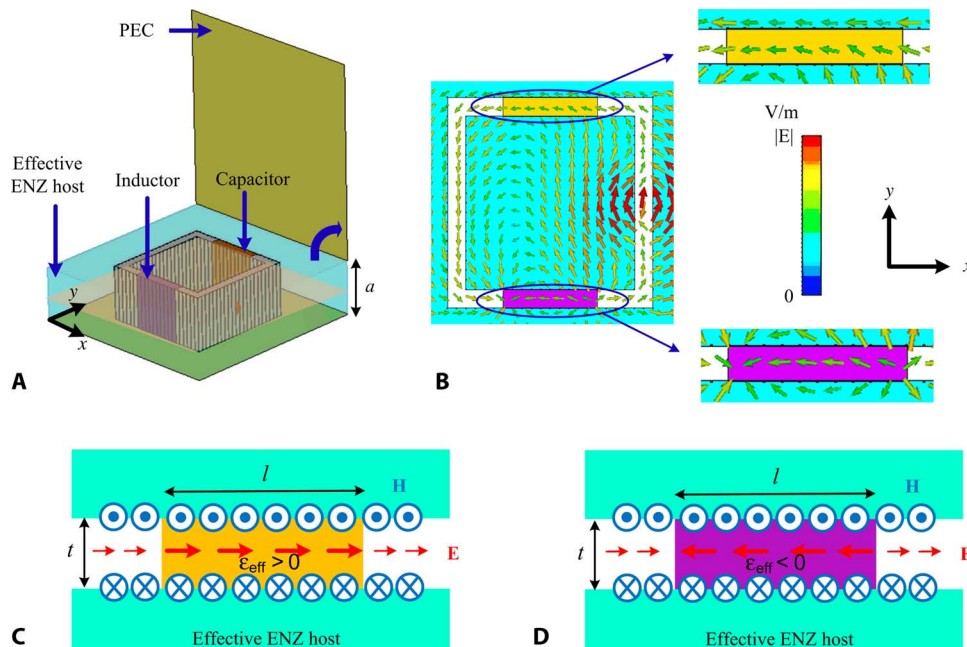 PEC
Effective
ENZ host
Inductor
Capacitor
a
y
x
A
B
V/m
|E|
0
y
x
l
H
t
ε_eff > 0
E
Effective ENZ host
C
l
H
t
ε_eff < 0
E
Effective ENZ host
D